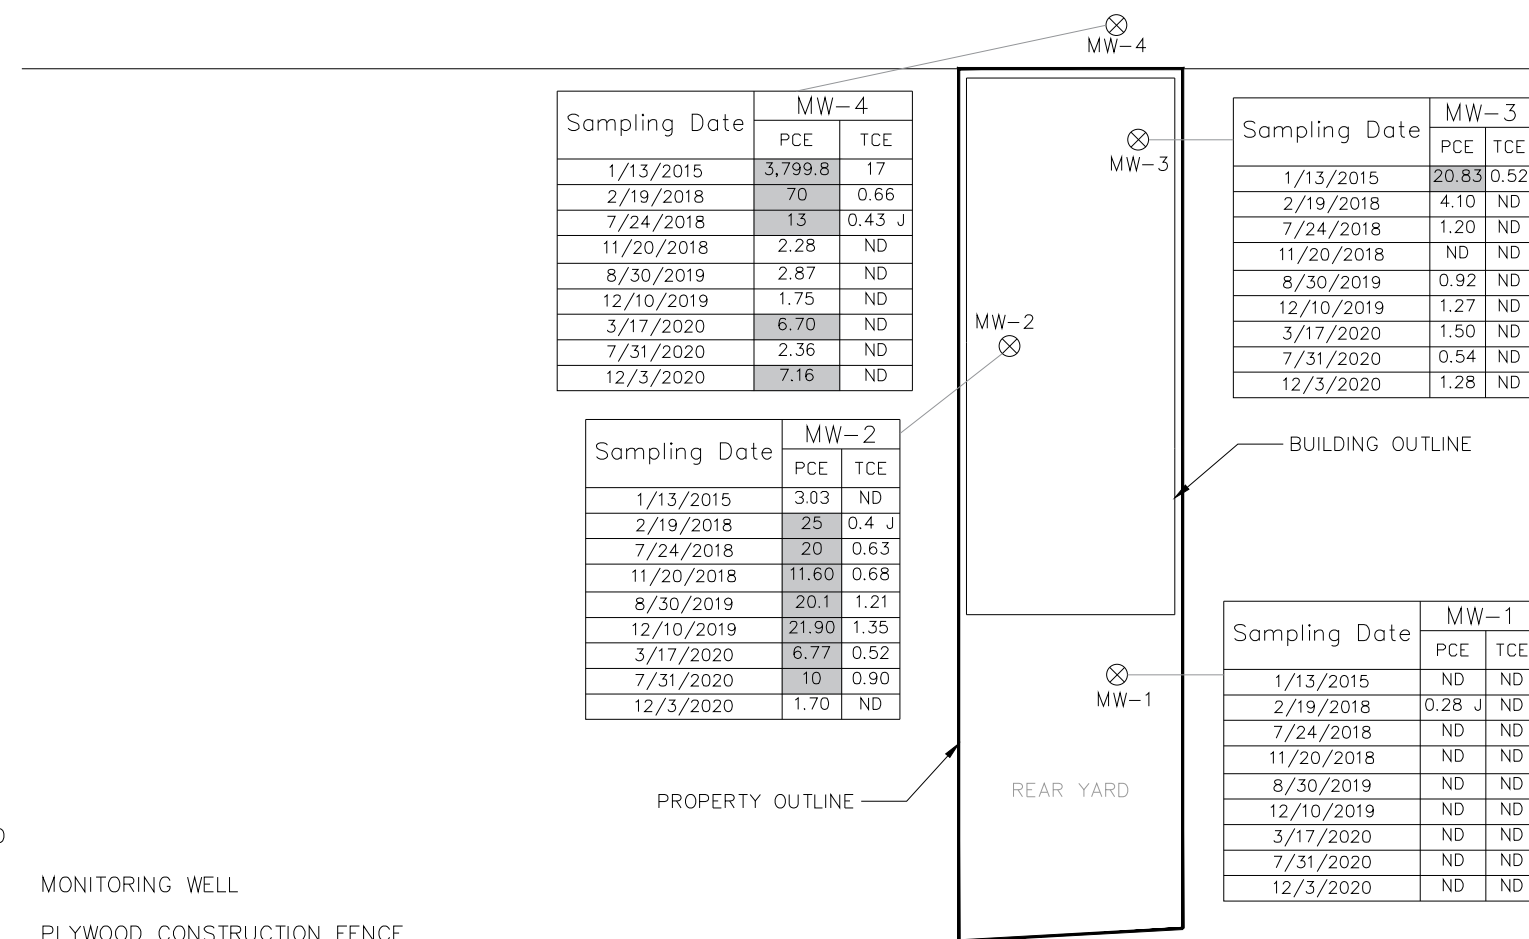 MW-4
Sampling Date MW-4
PCE TCE
1/13/2015 3,799.8 17
2/19/2018 70 0.66
7/24/2018 13 0.43 J
11/20/2018 2.28 ND
8/30/2019 2.87 ND
12/10/2019 1.75 ND
3/17/2020 6.70 ND
7/31/2020 2.36 ND
12/3/2020 7.16 ND
MW-3
Sampling Date MW-3
PCE TCE
1/13/2015 20.83 0.52
2/19/2018 4.10 ND
7/24/2018 1.20 ND
11/20/2018 ND ND
8/30/2019 0.92 ND
12/10/2019 1.27 ND
3/17/2020 1.50 ND
7/31/2020 0.54 ND
12/3/2020 1.28 ND
MW-2
Sampling Date MW-2
PCE TCE
1/13/2015 3.03 ND
2/19/2018 25 0.4 J
7/24/2018 20 0.63
11/20/2018 11.60 0.68
8/30/2019 20.1 1.21
12/10/2019 21.90 1.35
3/17/2020 6.77 0.52
7/31/2020 10 0.90
12/3/2020 1.70 ND
BUILDING OUTLINE
MW-1
Sampling Date MW-1
PCE TCE
1/13/2015 ND ND
2/19/2018 0.28 J ND
7/24/2018 ND ND
11/20/2018 ND ND
8/30/2019 ND ND
12/10/2019 ND ND
3/17/2020 ND ND
7/31/2020 ND ND
12/3/2020 ND ND
REAR YARD
PROPERTY OUTLINE
MONITORING WELL
PLYWOOD CONSTRUCTION FENCE